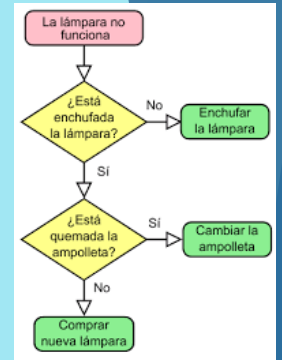 La lámpara no
funciona
¿Está
enchufada
la lámpara?
No
Enchufar
la lámpara
Sí
¿Está
quemada la
ampolleta?
Sí
Cambiar la
ampolleta
No
Comprar
nueva lámpara